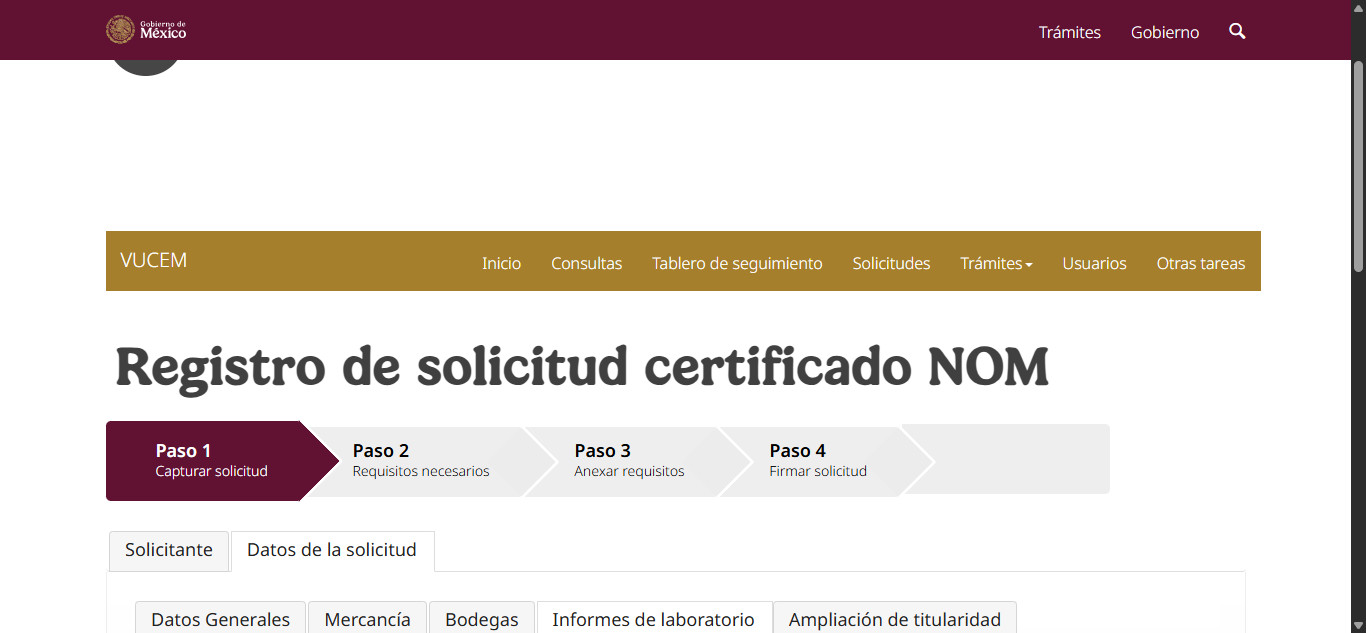 Gobierno de
México
Trámites Gobierno
VUCEM Inicio Consultas Tablero de seguimiento Solicitudes Trámites Usuarios Otras tareas
Registro de solicitud certificado NOM
Paso 1 Paso 2 Paso 3 Paso 4
Capturar solicitud Requisitos necesarios Anexar requisitos Firmar solicitud
Solicitante Datos de la solicitud
Datos Generales Mercancía Bodegas Informes de laboratorio Ampliación de titularidad